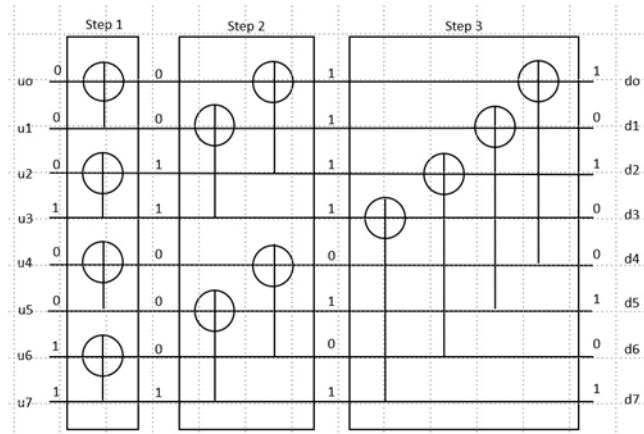 Step 1 Step 2 Step 3
uo 0 0 1 1 do
u1 0 0 1 1 d1
u2 0 1 1 1 d2
u3 1 1 1 0 d3
u4 0 0 0 0 d4
u5 0 0 1 1 d5
u6 1 0 0 0 d6
u7 1 1 1 1 d7